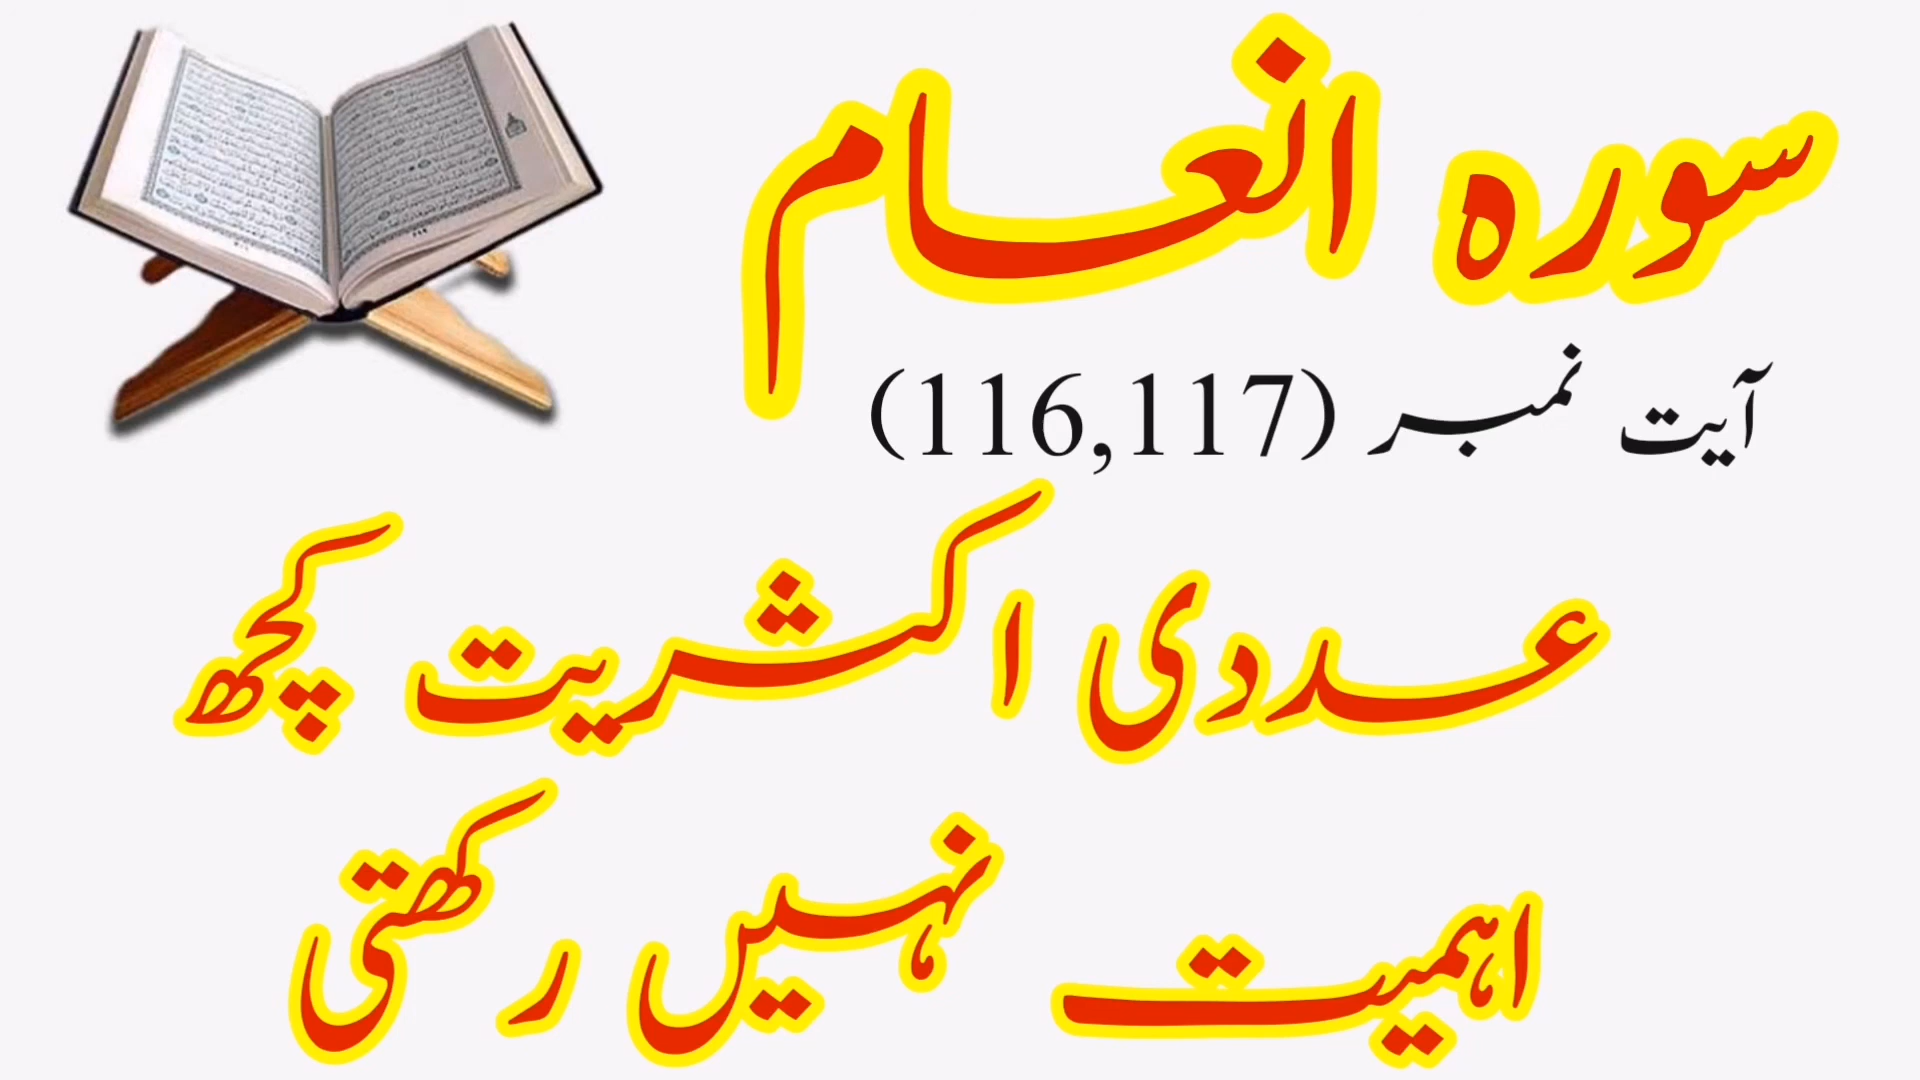 سورہ انعام
آیت نمبر (116,117)
عددی اکثریت کچھ
اہمیت نہیں رکھتی